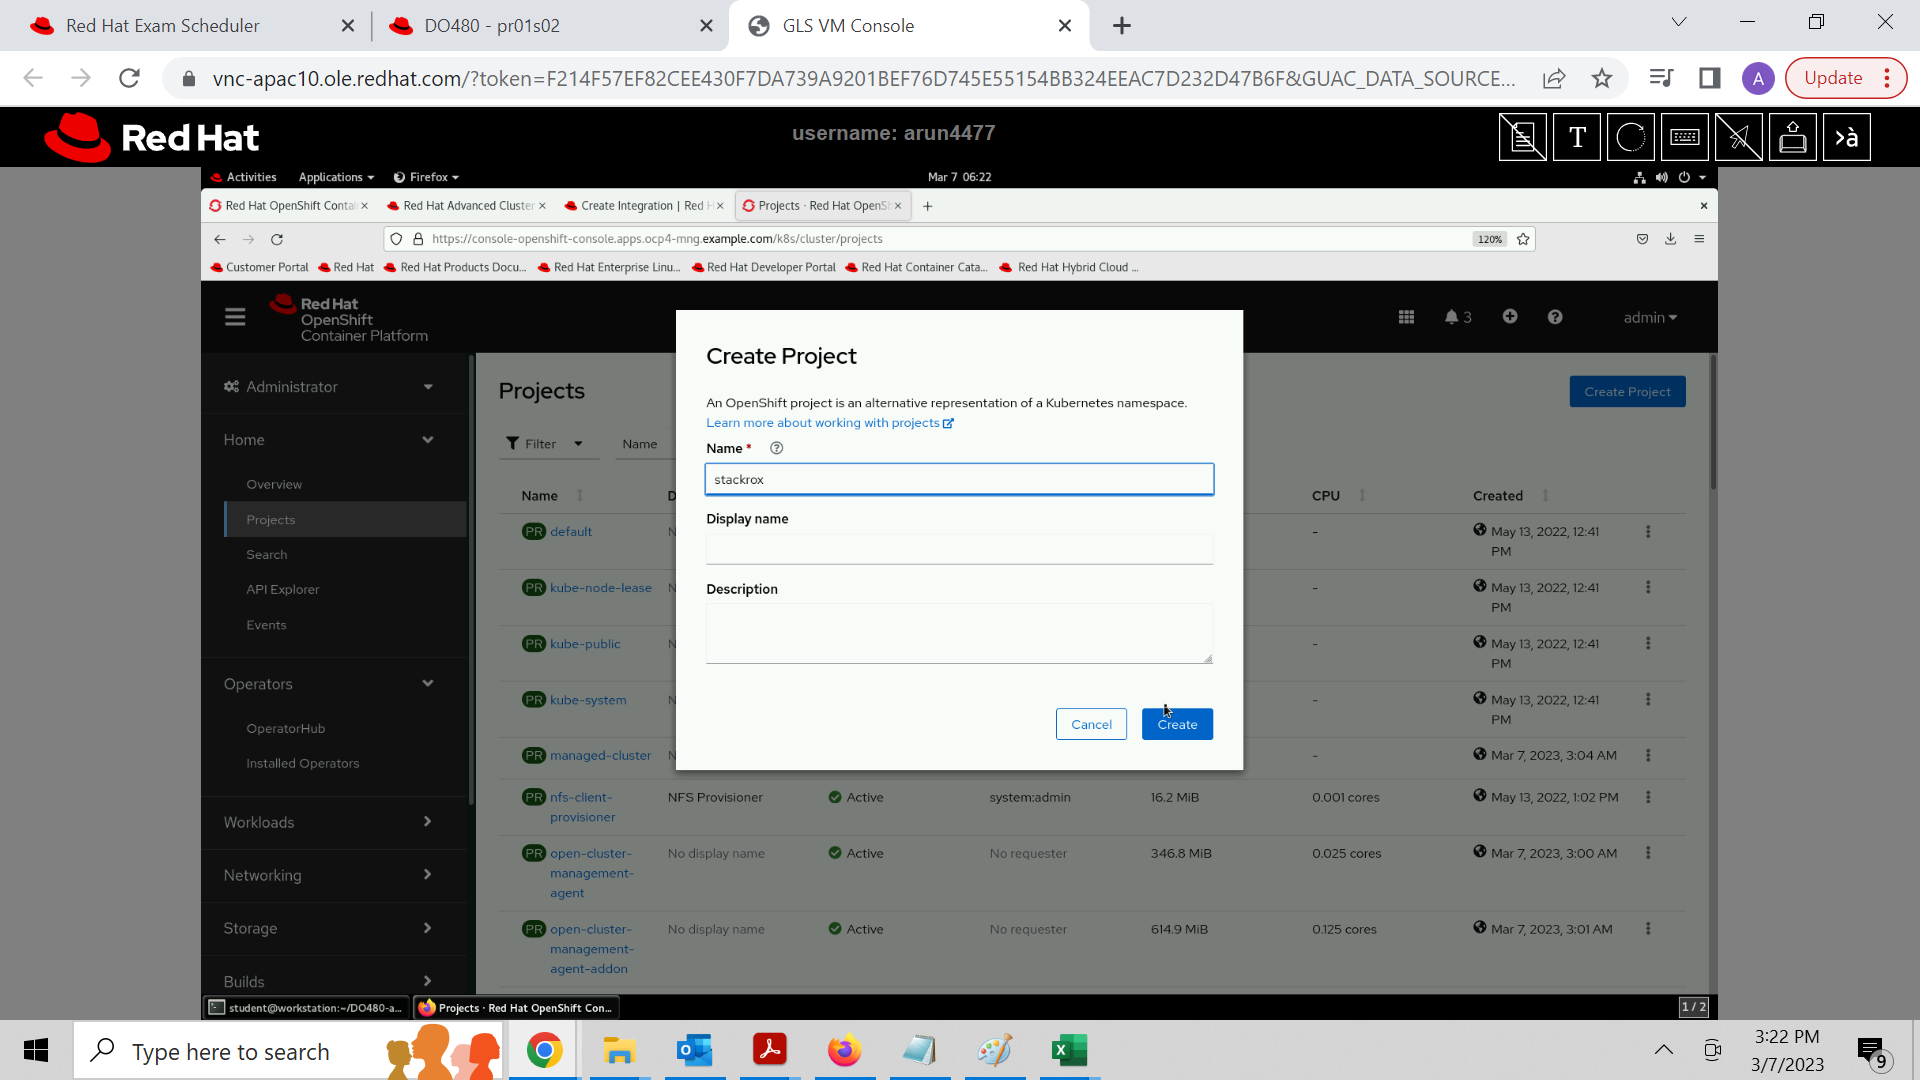 Red Hat Exam Scheduler
DO480 - pr01s02
GLS VM Console
vnc-apac10.ole.redhat.com/?token=F214F57EF82CEE430F7DA739A9201BEF76D745E55154BB324EEAC7D232D47B6F&GUAC_DATA_SOURCE...
A
Update
Red Hat
username: arun4477
T
>à
Activities
Applications
Firefox
Mar 7 06:22
Red Hat OpenShift Contai
Red Hat Advanced Cluster
Create Integration | Red H
Projects · Red Hat OpenS
https://console-openshift-console.apps.ocp4-mng.example.com/k8s/cluster/projects
120%
Customer Portal
Red Hat
Red Hat Products Docu...
Red Hat Enterprise Linu...
Red Hat Developer Portal
Red Hat Container Cata...
Red Hat Hybrid Cloud ...
Red Hat
OpenShift
Container Platform
3
admin
Administrator
Home
Overview
Projects
Search
API Explorer
Events
Operators
OperatorHub
Installed Operators
Workloads
Networking
Storage
Builds
Projects
Create Project
Filter
Name
Name
D
CPU
Created
PR default
N
-
May 13, 2022, 12:41
PM
PR kube-node-lease
N
-
May 13, 2022, 12:41
PM
PR kube-public
N
-
May 13, 2022, 12:41
PM
PR kube-system
N
-
May 13, 2022, 12:41
PM
PR managed-cluster
N
-
Mar 7, 2023, 3:04 AM
PR nfs-client-
provisioner
NFS Provisioner
Active
system:admin
16.2 MiB
0.001 cores
May 13, 2022, 1:02 PM
PR open-cluster-
management-
agent
No display name
Active
No requester
346.8 MiB
0.025 cores
Mar 7, 2023, 3:00 AM
PR open-cluster-
management-
agent-addon
No display name
Active
No requester
614.9 MiB
0.125 cores
Mar 7, 2023, 3:01 AM
Create Project
An OpenShift project is an alternative representation of a Kubernetes namespace.
Learn more about working with projects
Name *
stackrox
Display name
Description
Cancel
Create
student@workstation:~/DO480-a...
Projects · Red Hat OpenShift Con...
1 / 2
Type here to search
3:22 PM
3/7/2023
9